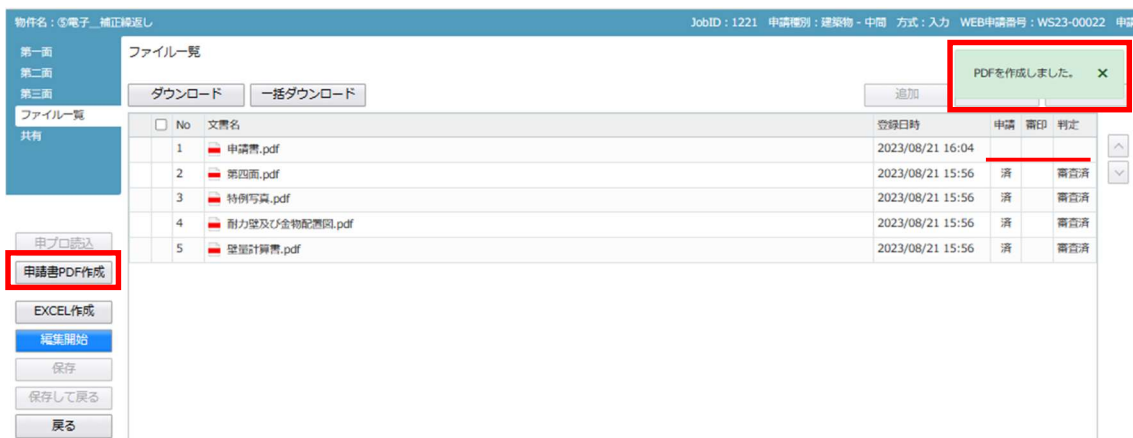 物件名：⑤電子__補正繰返し JobID：1221 申請種別：建築物 - 中間 方式：入力 WEB申請番号：WS23-00022 申請
第一面
第二面
第三面
ファイル一覧
共有
申プロ読込
申請書PDF作成
EXCEL作成
編集開始
保存
保存して戻る
戻る
ファイル一覧
PDFを作成しました。 ×
ダウンロード 一括ダウンロード 追加
No 文書名 登録日時 申請 審印 判定
1 申請書.pdf 2023/08/21 16:04
2 第四面.pdf 2023/08/21 15:56 済 審査済
3 特例写真.pdf 2023/08/21 15:56 済 審査済
4 耐力壁及び金物配置図.pdf 2023/08/21 15:56 済 審査済
5 壁量計算書.pdf 2023/08/21 15:56 済 審査済